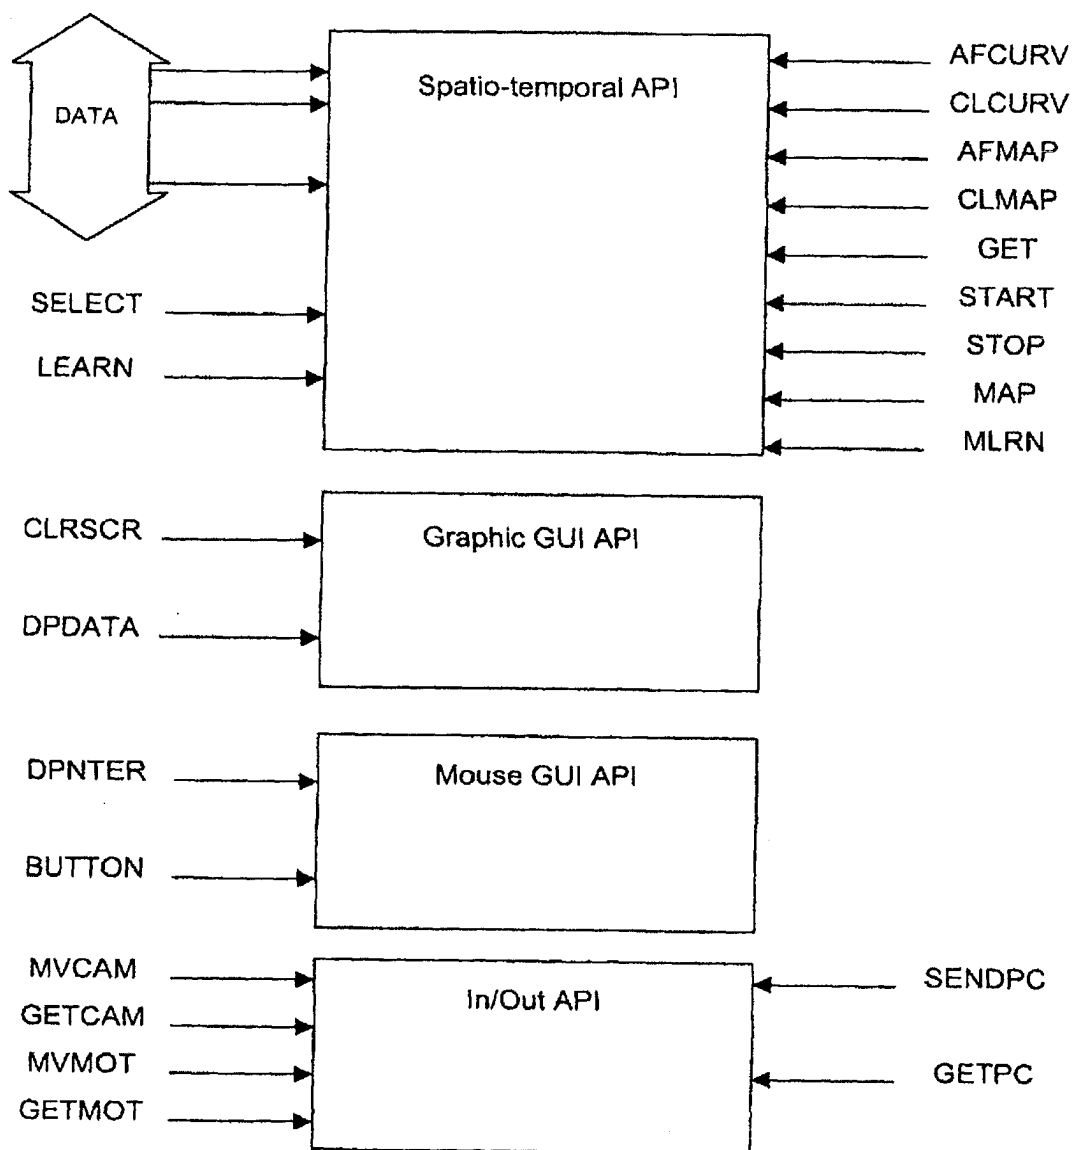 DATA
Spatio-temporal API
AFCURV
CLCURV
AFMAP
CLMAP
GET
START
STOP
MAP
MLRN
SELECT
LEARN
CLRSCR
DPDATA
Graphic GUI API
DPNTER
BUTTON
Mouse GUI API
MVCAM
GETCAM
MVMOT
GETMOT
In/Out API
SENDPC
GETPC